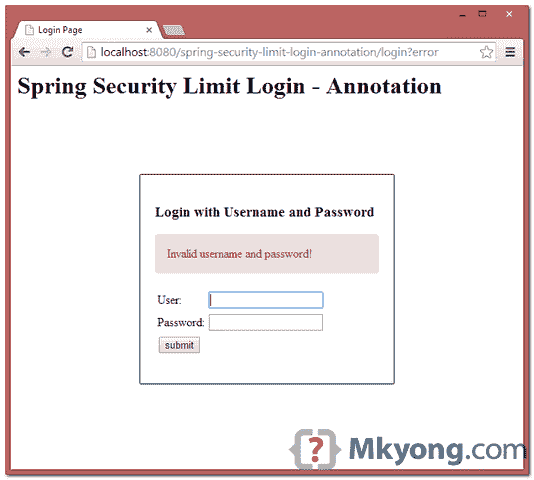 Login Page
localhost:8080/spring-security-limit-login-annotation/login?error
Spring Security Limit Login - Annotation
Login with Username and Password
Invalid username and password!
User:
Password:
submit
{?} Mkyong.com